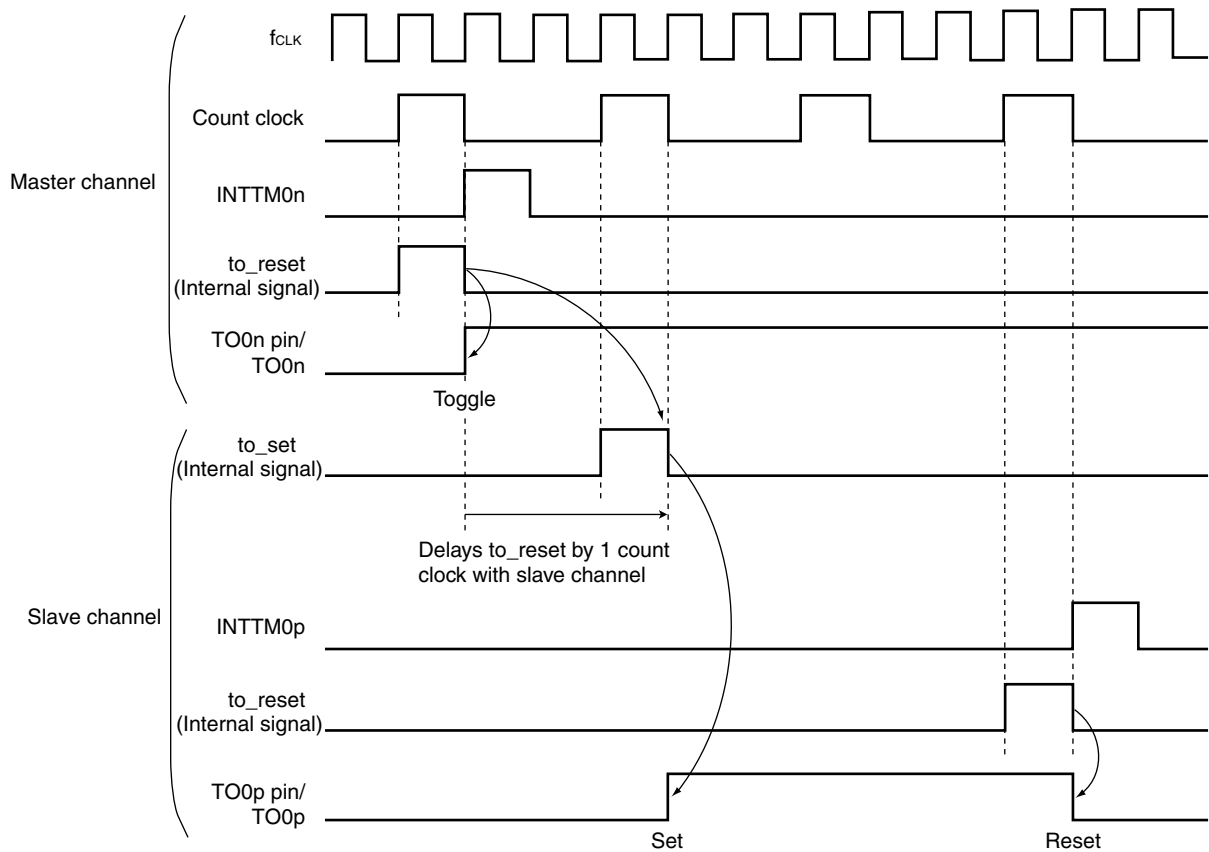 fCLK
Count clock
Master channel
INTTM0n
to_reset
(Internal signal)
TO0n pin/
TO0n
Toggle
to_set
(Internal signal)
Delays to_reset by 1 count
clock with slave channel
Slave channel
INTTM0p
to_reset
(Internal signal)
TO0p pin/
TO0p
Set
Reset